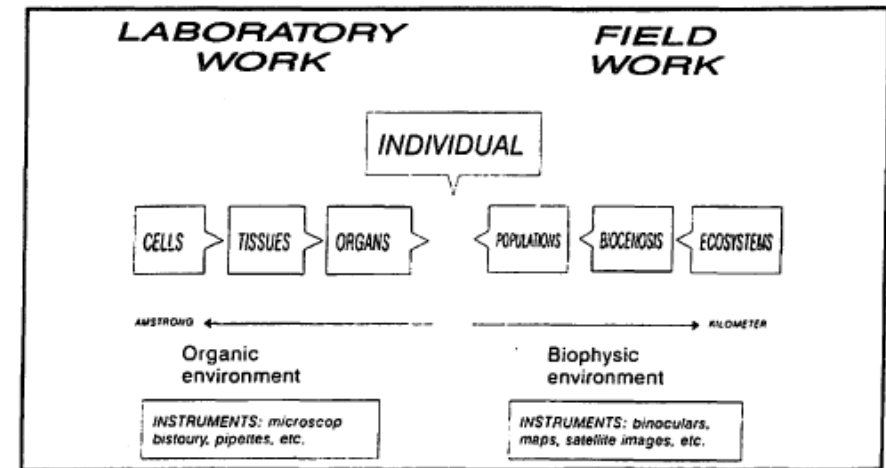 LABORATORY
WORK
FIELD
WORK
INDIVIDUAL
CELLS
TISSUES
ORGANS
POPULATIONS
BIOCENOSIS
ECOSYSTEMS
AMSTRONG
KILOMETER
Organic
environment
Biophysic
environment
INSTRUMENTS: microscop
bistoury, pipettes, etc.
INSTRUMENTS: binoculars,
maps, satellite images, etc.